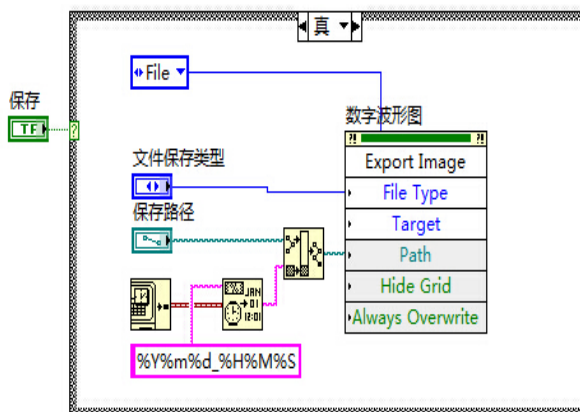 真
File
保存
TF
?
数字波形图
?!
?!
Export Image
文件保存类型
File Type
Target
保存路径
Path
Hide Grid
Always Overwrite
JAN
01
12:01
%Y%m%d_%H%M%S